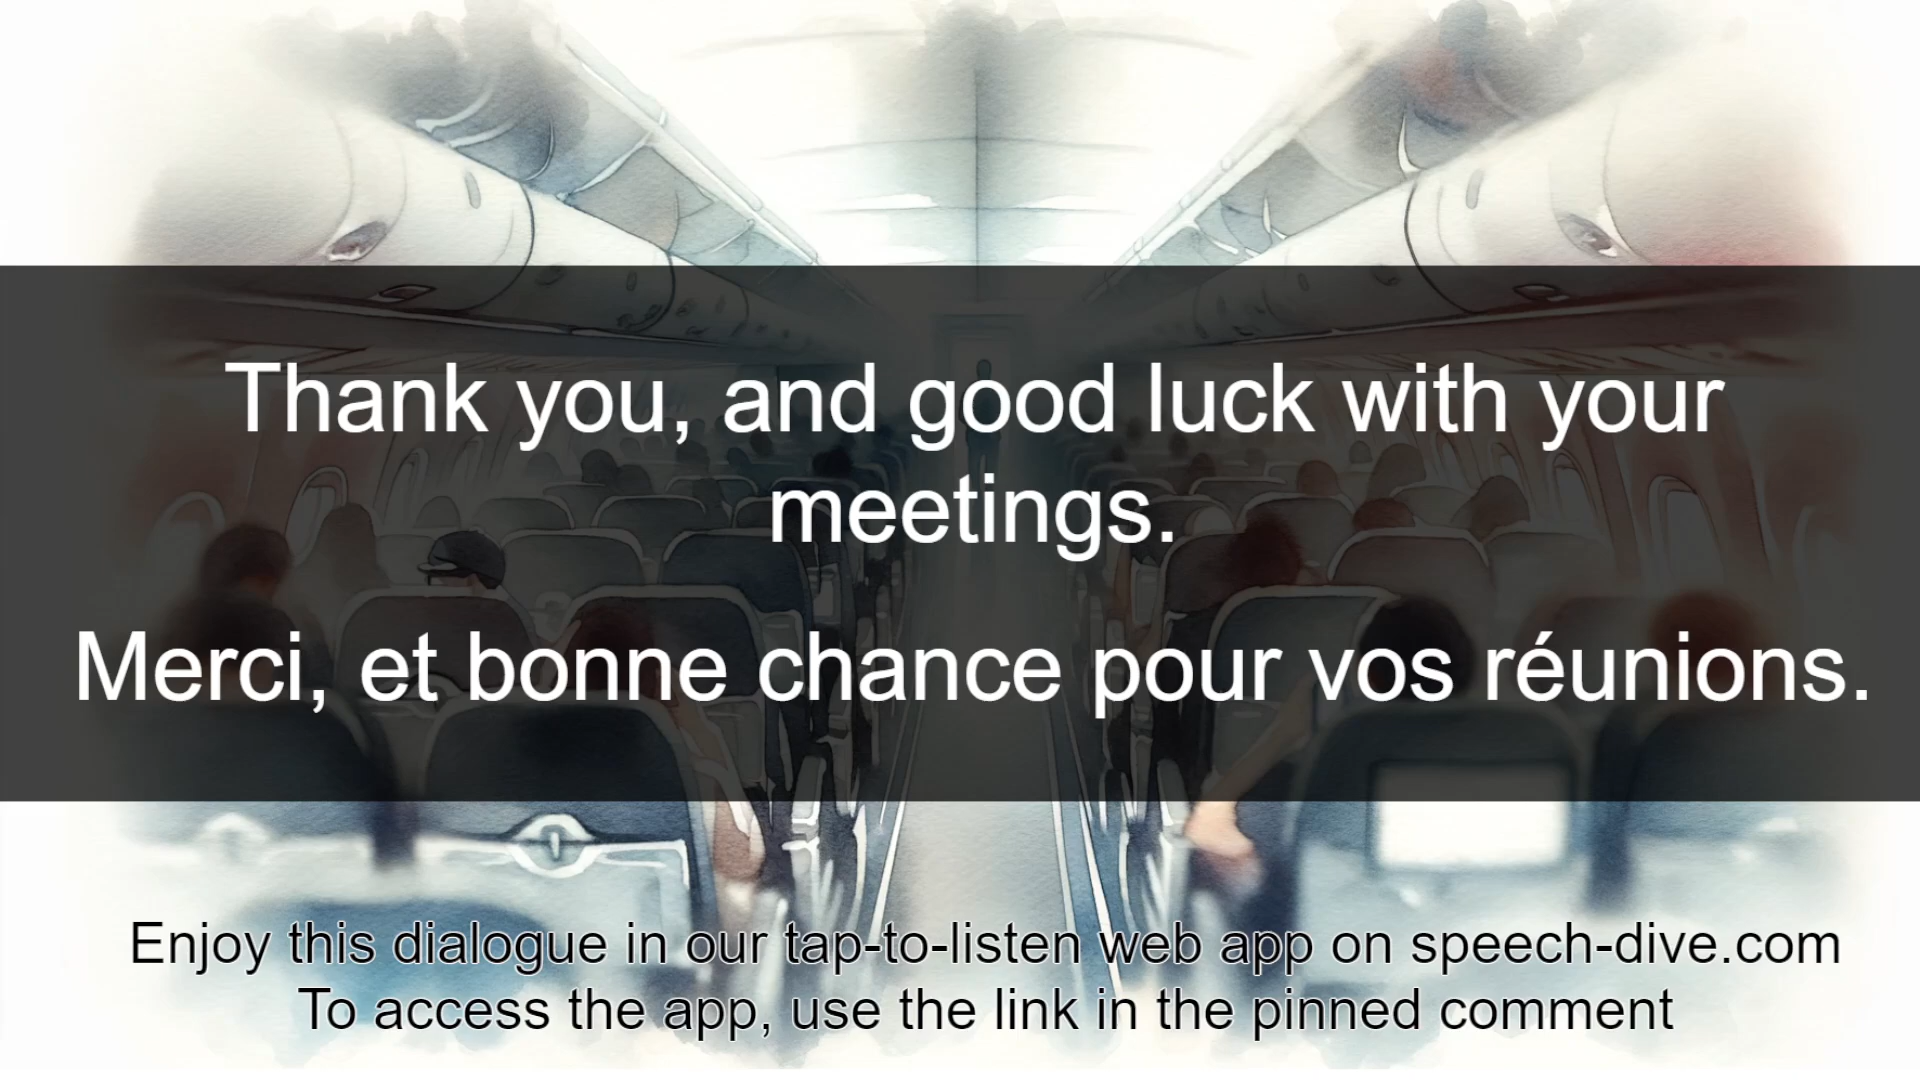 Thank you, and good luck with your
meetings.
Merci, et bonne chance pour vos réunions.
Enjoy this dialogue in our tap-to-listen web app on speech-dive.com
To access the app, use the link in the pinned comment